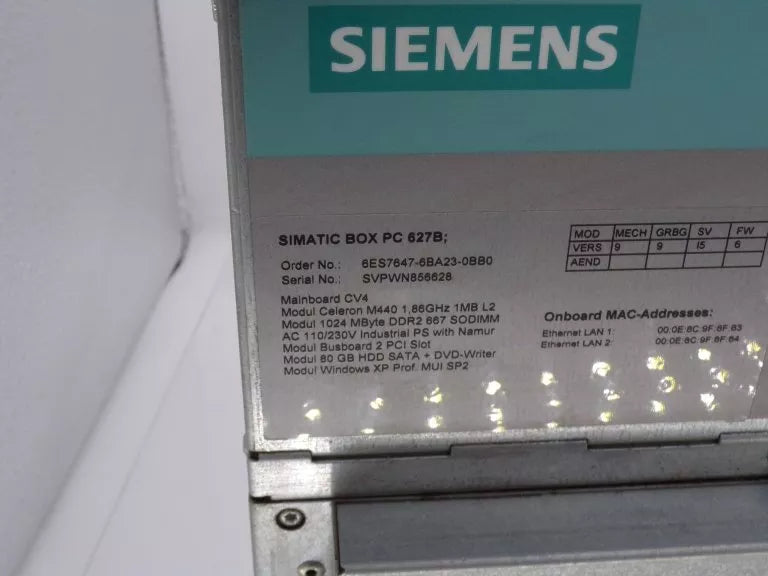 SIEMENS
SIMATIC BOX PC 627B;
Order No.: 6ES7647-6BA23-0BB0
Serial No.: SVPWN856628
Mainboard CV4
Modul Celeron M440 1,86GHz 1MB L2
Modul 1024 MByte DDR2 667 SODIMM
AC 110/230V Industrial PS with Namur
Modul Busboard 2 PCI Slot
Modul 80 GB HDD SATA + DVD-Writer
Modul Windows XP Prof. MUI SP2
MOD MECH GRBG SV FW
VERS 9 9 I5 6
AEND
Onboard MAC-Addresses:
Ethernet LAN 1: 00:0E:8C:9F:8F:83
Ethernet LAN 2: 00:0E:8C:9F:8F:84